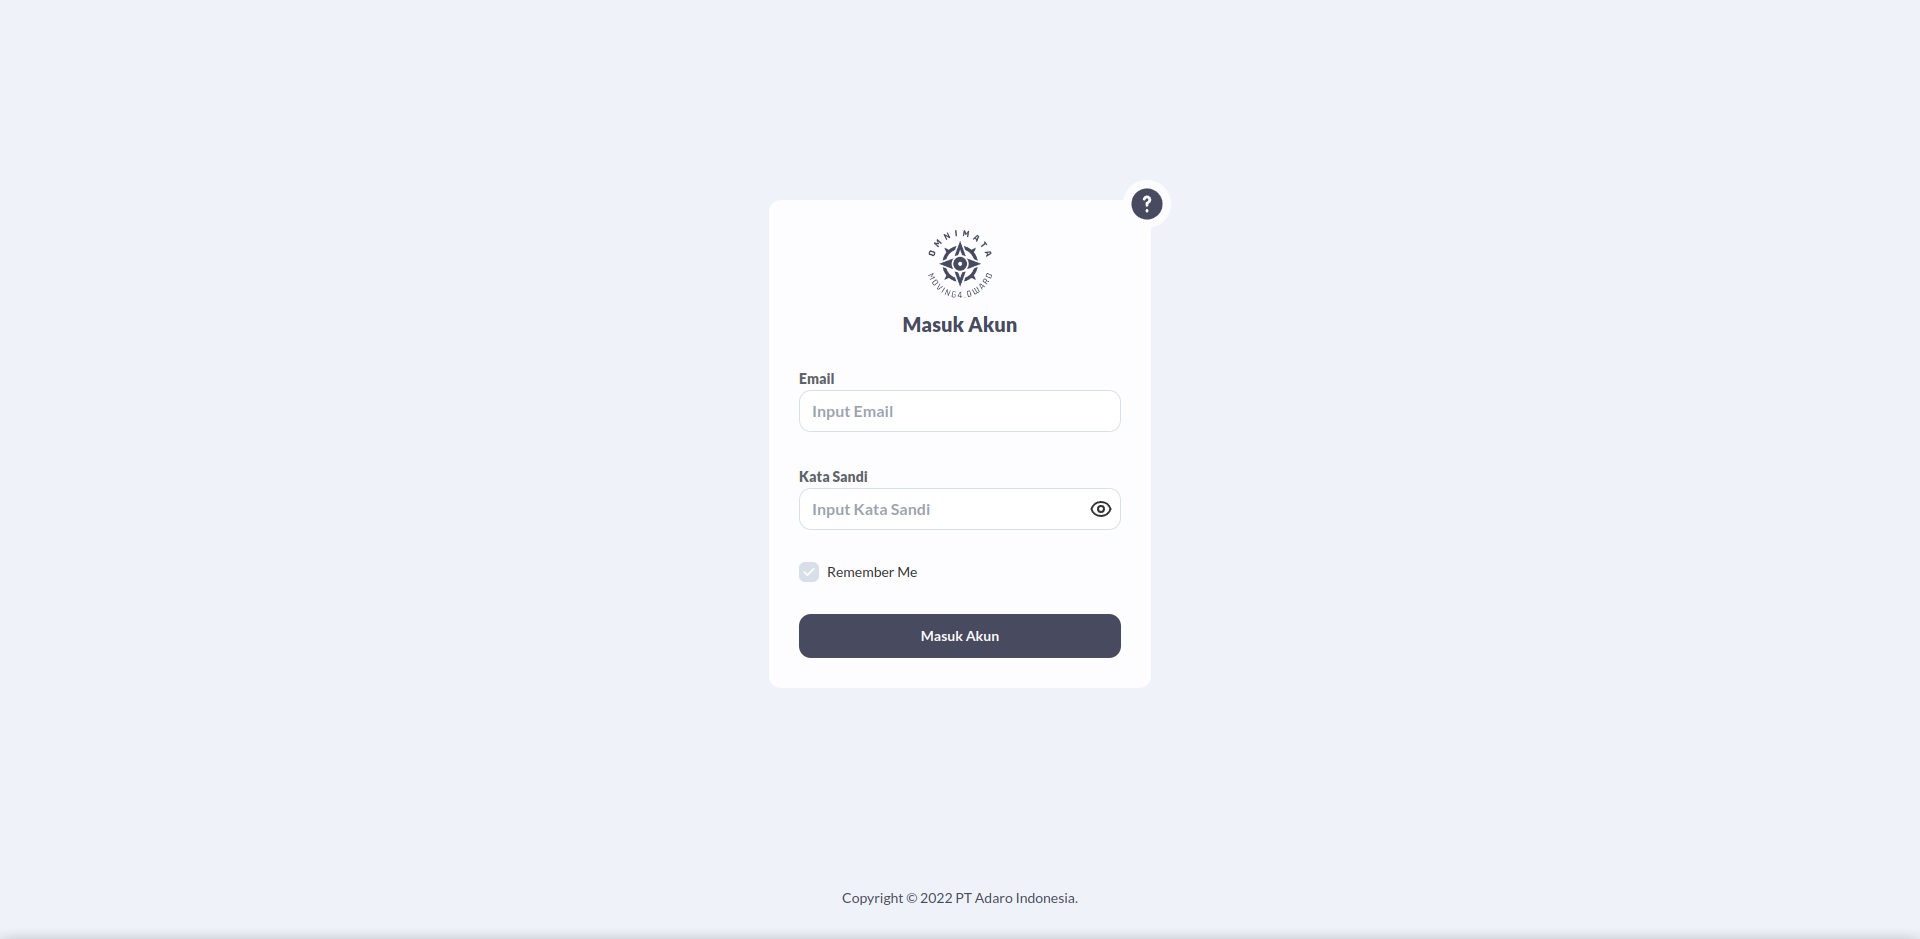 ?
OMNIMATA
MOVING4.0WARD
Masuk Akun
Email
Input Email
Kata Sandi
Input Kata Sandi
Remember Me
Masuk Akun
Copyright © 2022 PT Adaro Indonesia.